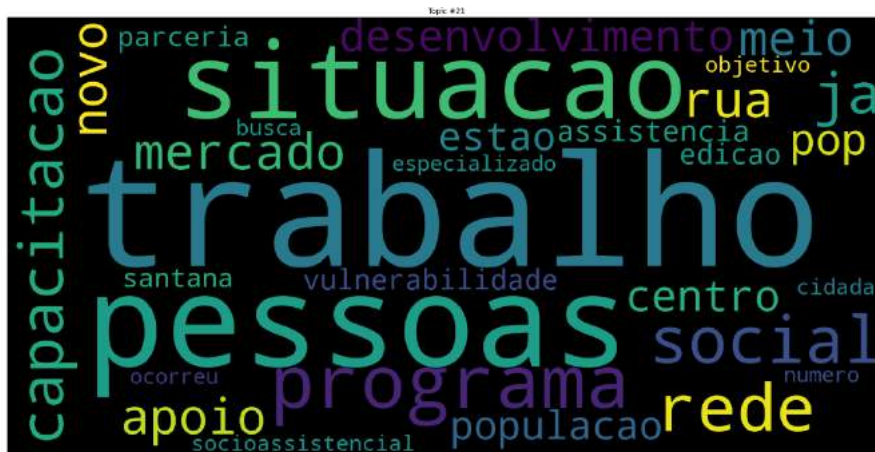 Topic #21
parceria
desenvolvimento
meio
novo
situacao
objetivo
rua
ja
busca
estao
assistencia
mercado
especializado
edicao
pop
capacitacao
trabalho
santana
vulnerabilidade
centro
cidada
pessoas
social
ocorreu
programa
numero
apoio
populacao
rede
socioassistencial